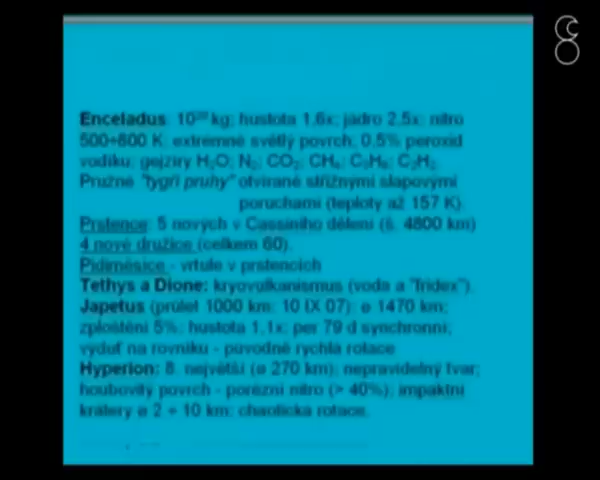 Enceladus: 10²⁰ kg; hustota 1,6x; jádro 2,5x; nitro
500÷800 K; extrémně světlý povrch; 0,5% peroxid
vodíku; gejzíry H₂O; N₂; CO₂; CH₄; C₃H₈; C₂H₂
Pružné "tygří pruhy" otvírané střižnými slapovými
poruchami (teploty až 157 K).
Prstence: 5 nových v Cassiniho dělení (š. 4800 km)
4 nové družice (celkem 60).
Pidiměsíce - vrtule v prstencích
Tethys a Dione: kryovulkanismus (voda a "fridex").
Japetus (průlet 1000 km: 10 IX 07): ø 1470 km;
zploštění 5%; hustota 1,1x; per 79 d synchronní;
výduť na rovníku - původně rychlá rotace
Hyperion: 8. největší (ø 270 km); nepravidelný tvar;
houbovitý povrch - porézní nitro (> 40%); impaktní
krátery ø 2 ÷ 10 km; chaotická rotace.